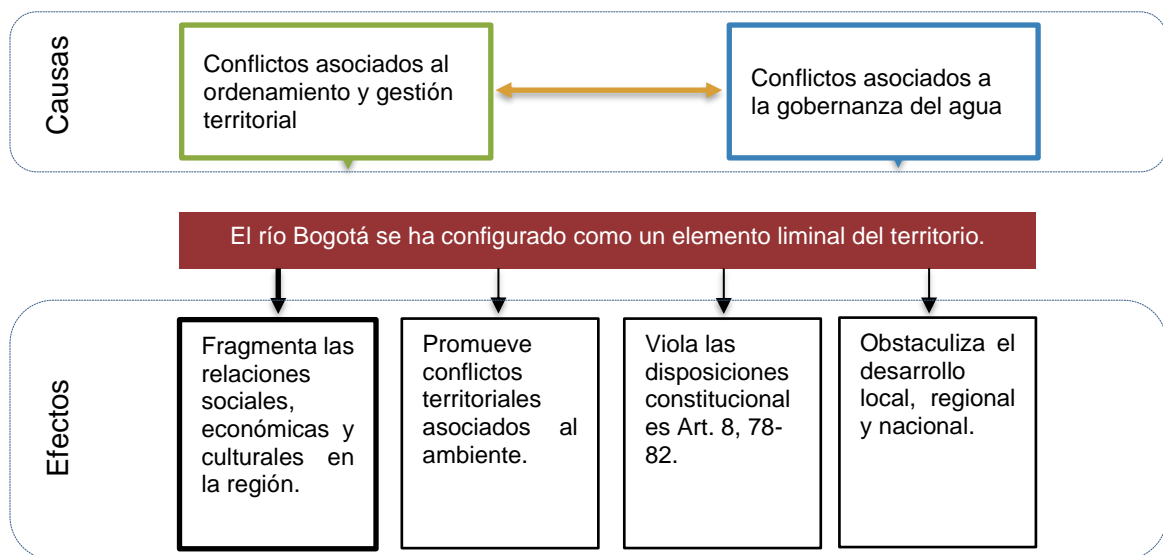 Causas
Conflictos asociados al
ordenamiento y gestión
territorial
Conflictos asociados a
la gobernanza del agua
El río Bogotá se ha configurado como un elemento liminal del territorio.
Efectos
Fragmenta las
relaciones
sociales,
económicas y
culturales en
la región.
Promueve
conflictos
territoriales
asociados al
ambiente.
Viola las
disposiciones
constitucional
es Art. 8, 78-
82.
Obstaculiza el
desarrollo
local, regional
y nacional.